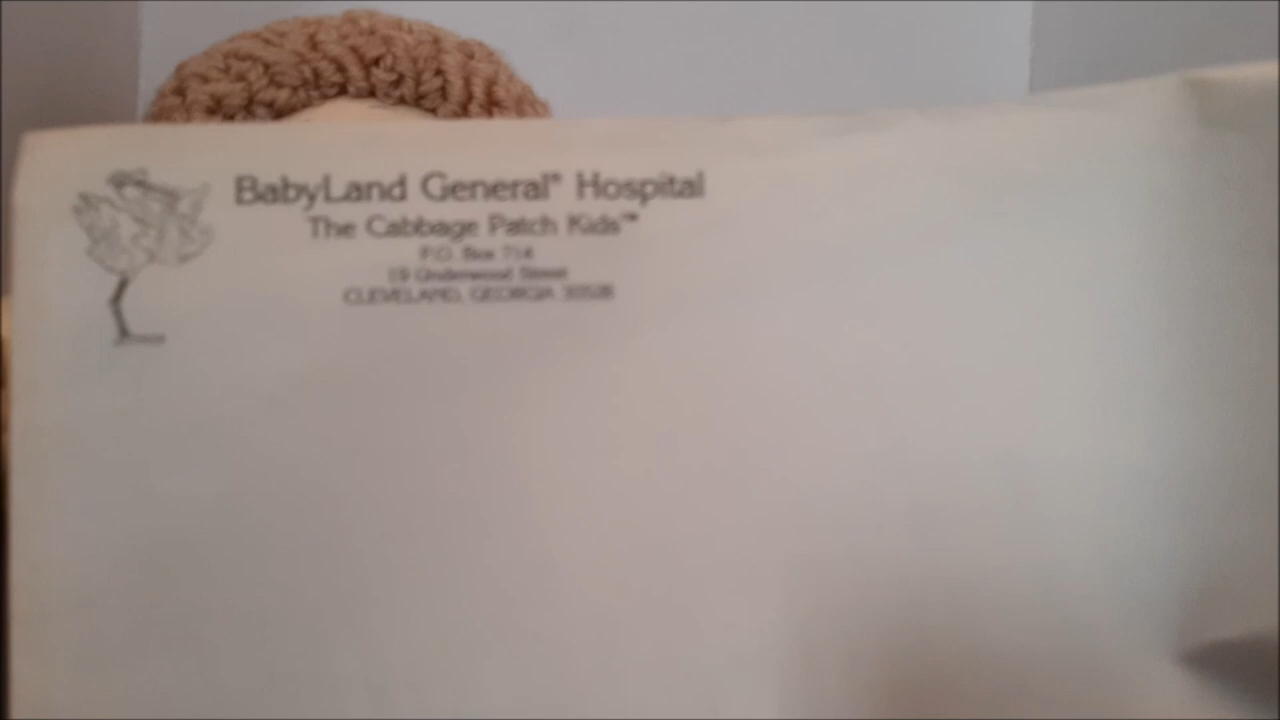 BabyLand General® Hospital
The Cabbage Patch Kids™
P.O. Box 714
19 Underwood Street
CLEVELAND, GEORGIA 30528